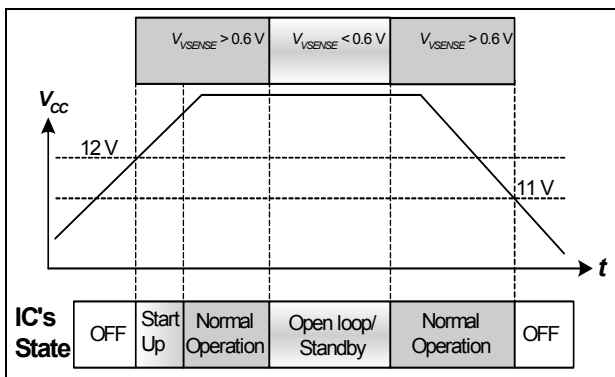 V_VSENSE > 0.6 V
V_VSENSE < 0.6 V
V_VSENSE > 0.6 V
V_CC
12 V
11 V
t
IC's
State
OFF
Start
Up
Normal
Operation
Open loop/
Standby
Normal
Operation
OFF